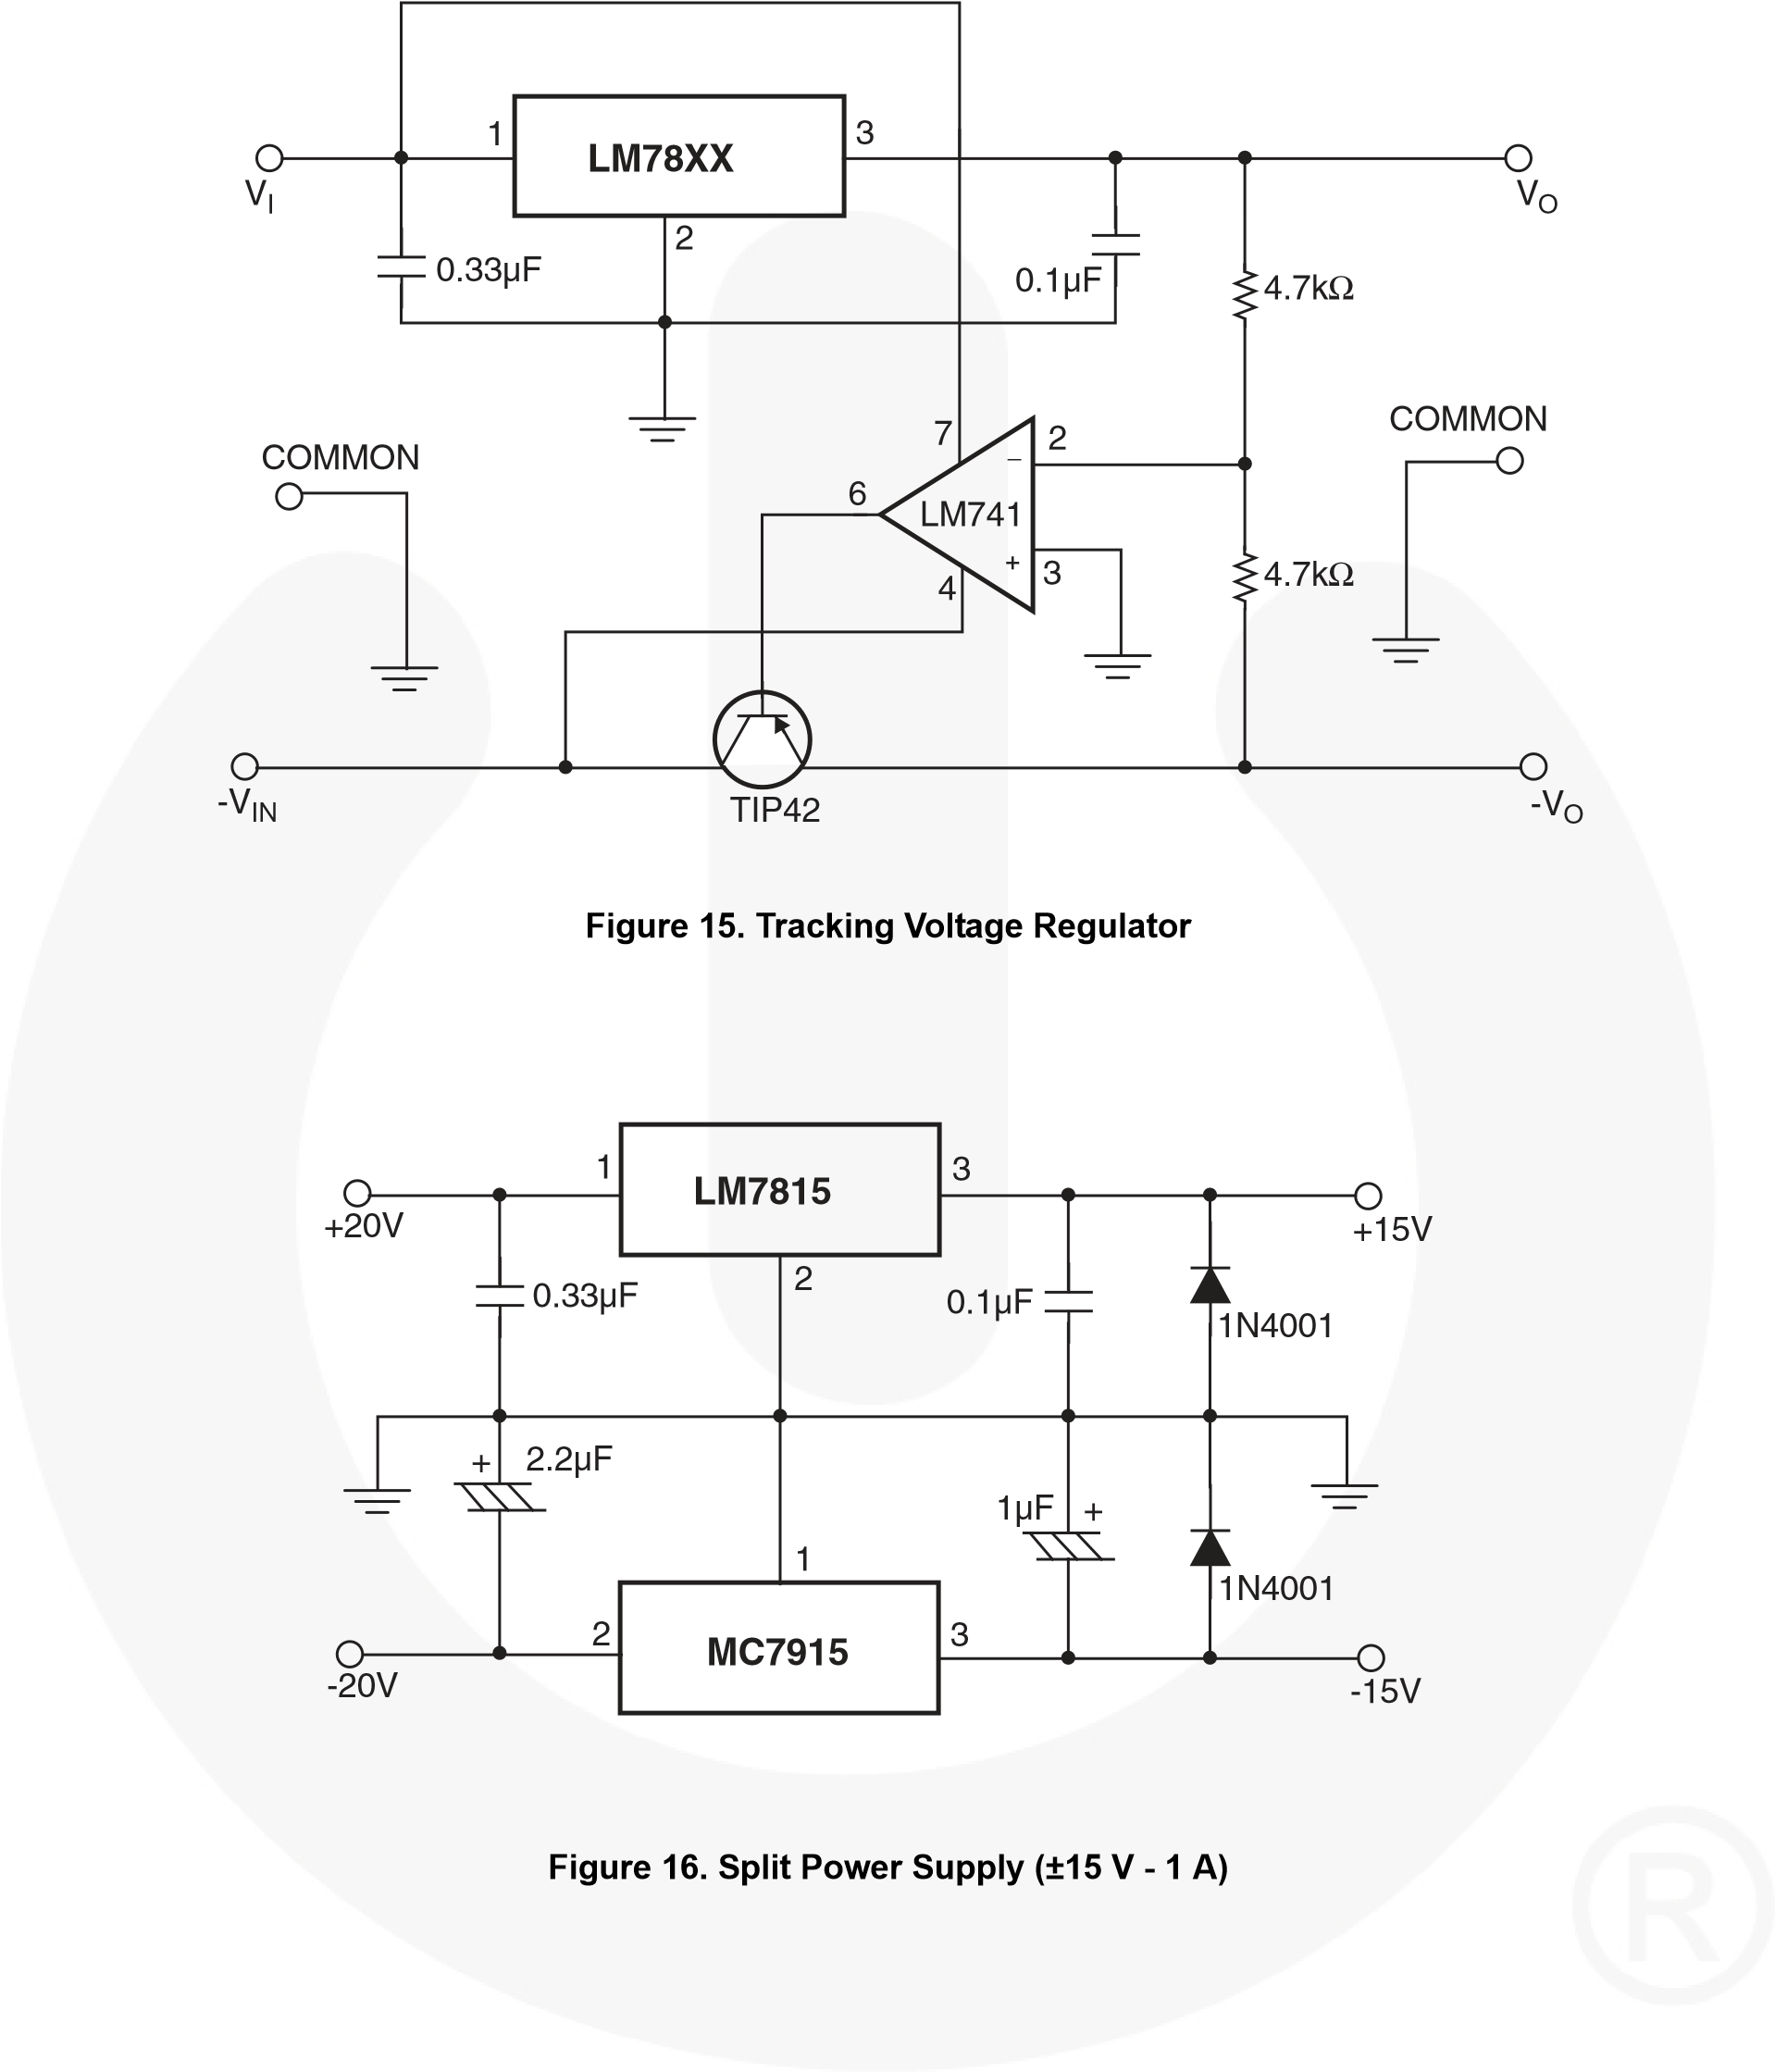 1
LM78XX
3
VI
VO
2
0.33µF
0.1µF
4.7kΩ
COMMON
7
2
COMMON
–
6
LM741
+
3
4
4.7kΩ
-VIN
TIP42
-VO
Figure 15. Tracking Voltage Regulator
1
LM7815
3
+20V
+15V
2
0.33µF
0.1µF
1N4001
+
2.2µF
1µF
+
1
1N4001
2
MC7915
3
-20V
-15V
Figure 16. Split Power Supply (±15 V - 1 A)
®